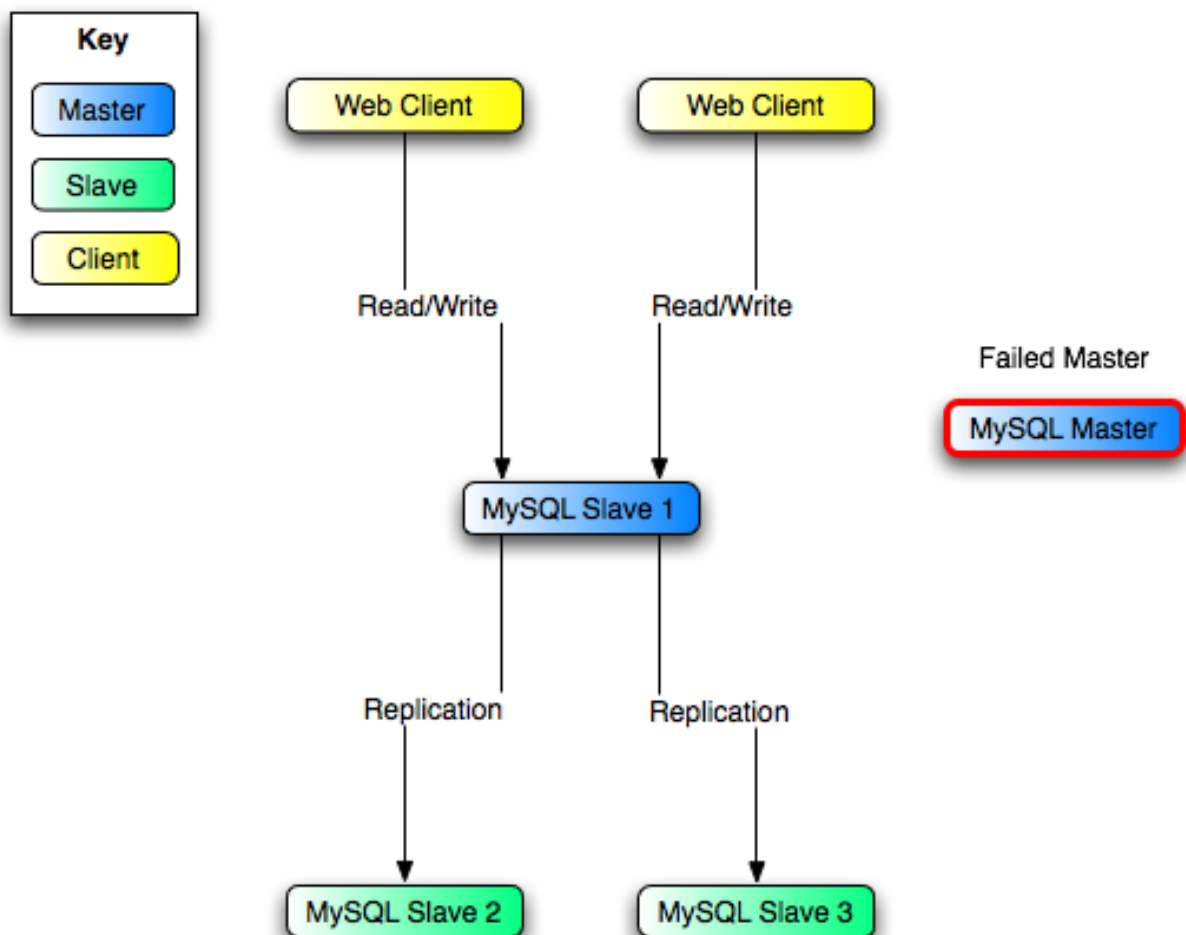 Key
Master
Slave
Client
Web Client
Web Client
Read/Write
Read/Write
Failed Master
MySQL Master
MySQL Slave 1
Replication
Replication
MySQL Slave 2
MySQL Slave 3